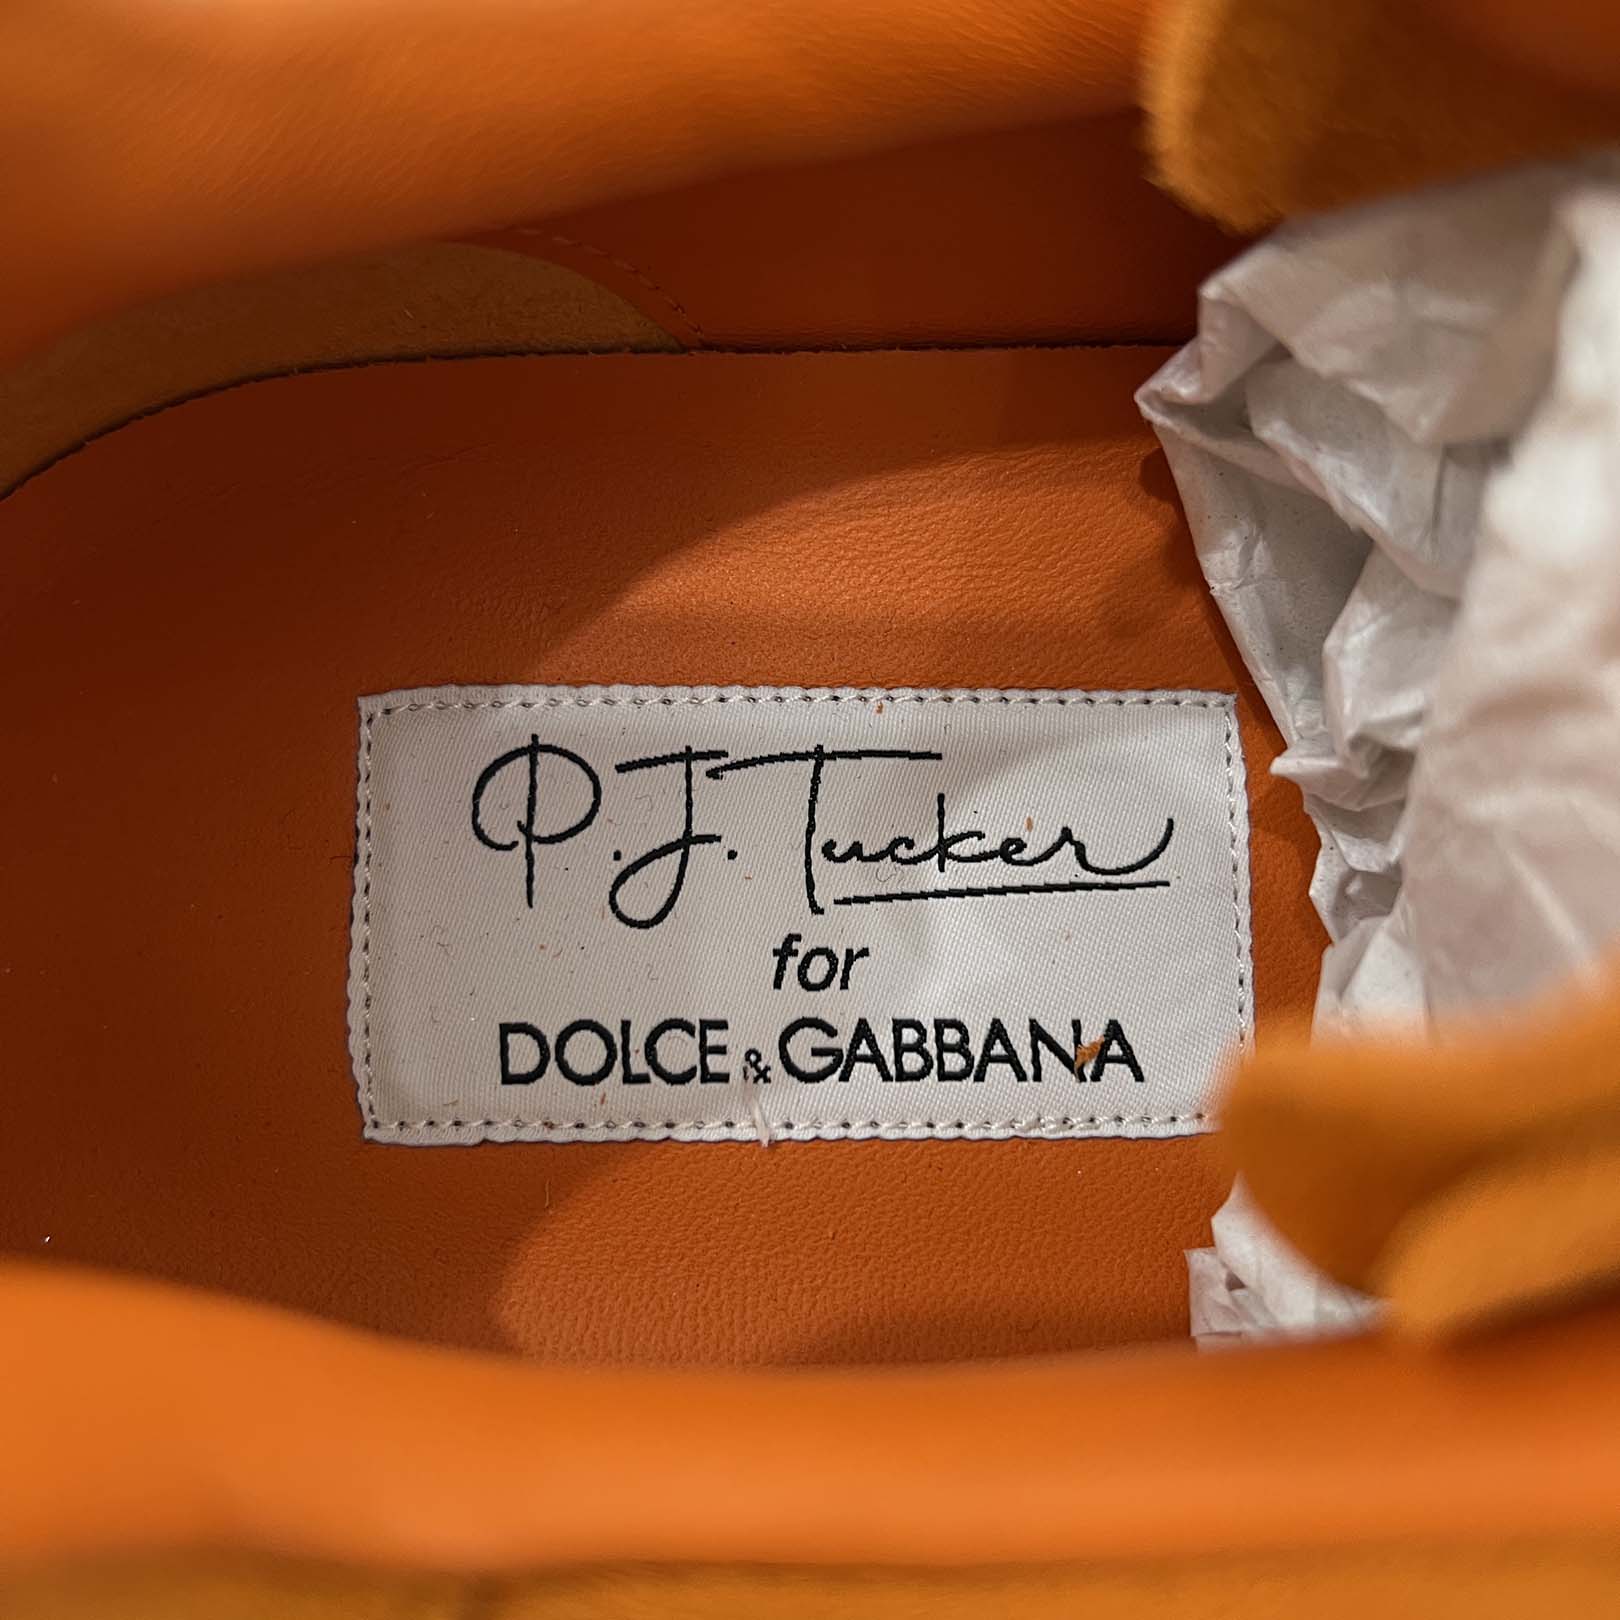 P.J. Tucker
for
DOLCE & GABBANA